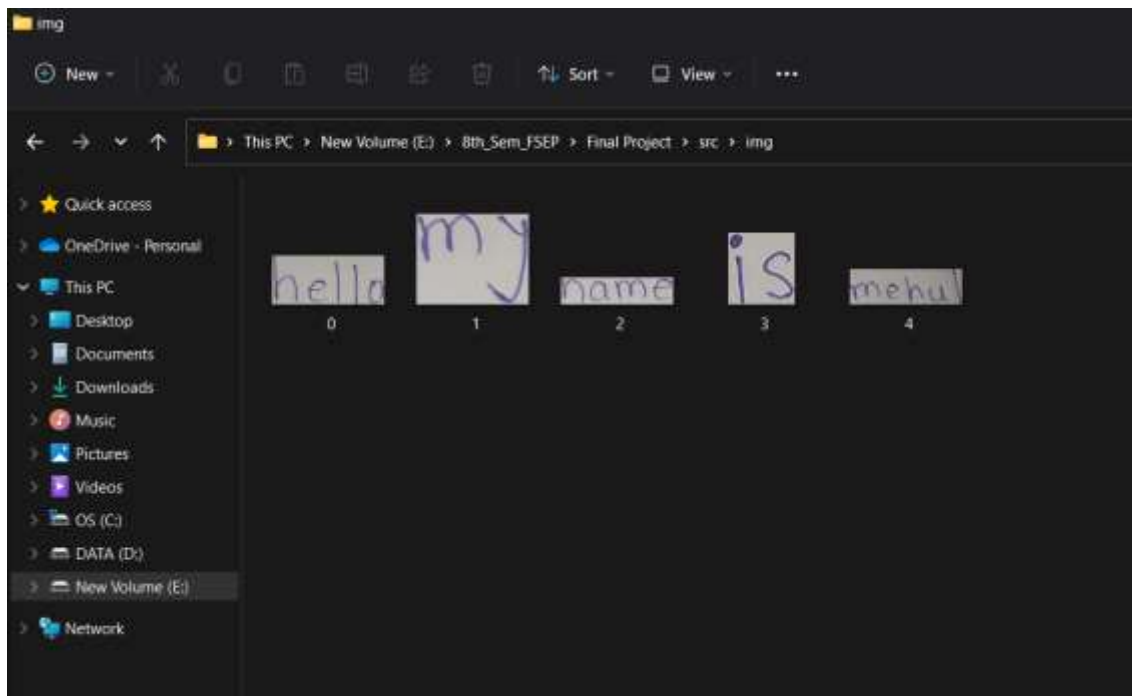 img
New Sort View ...
This PC > New Volume (E:) > 8th_Sem_FSEP > Final Project > src > img
Quick access
OneDrive - Personal
This PC
Desktop
Documents
Downloads
Music
Pictures
Videos
OS (C:)
DATA (D:)
New Volume (E:)
Network
hello my name is mehul
0 1 2 3 4